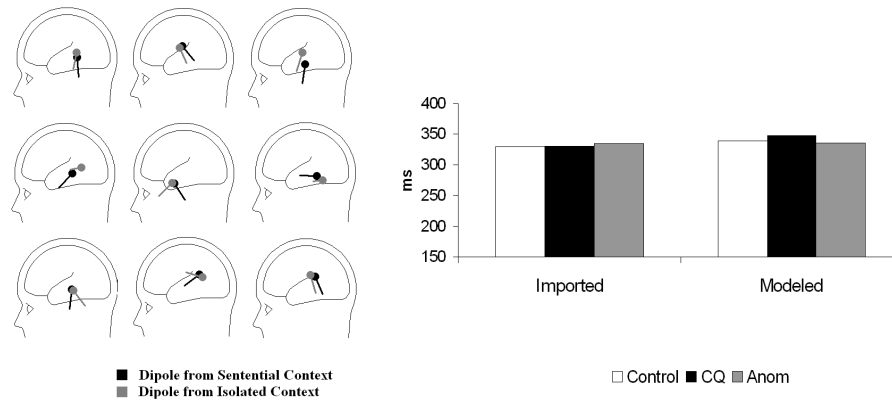 Dipole from Sentential Context
Dipole from Isolated Context
400
350
300
250
200
150
ms
Imported Modeled
Control CQ Anom